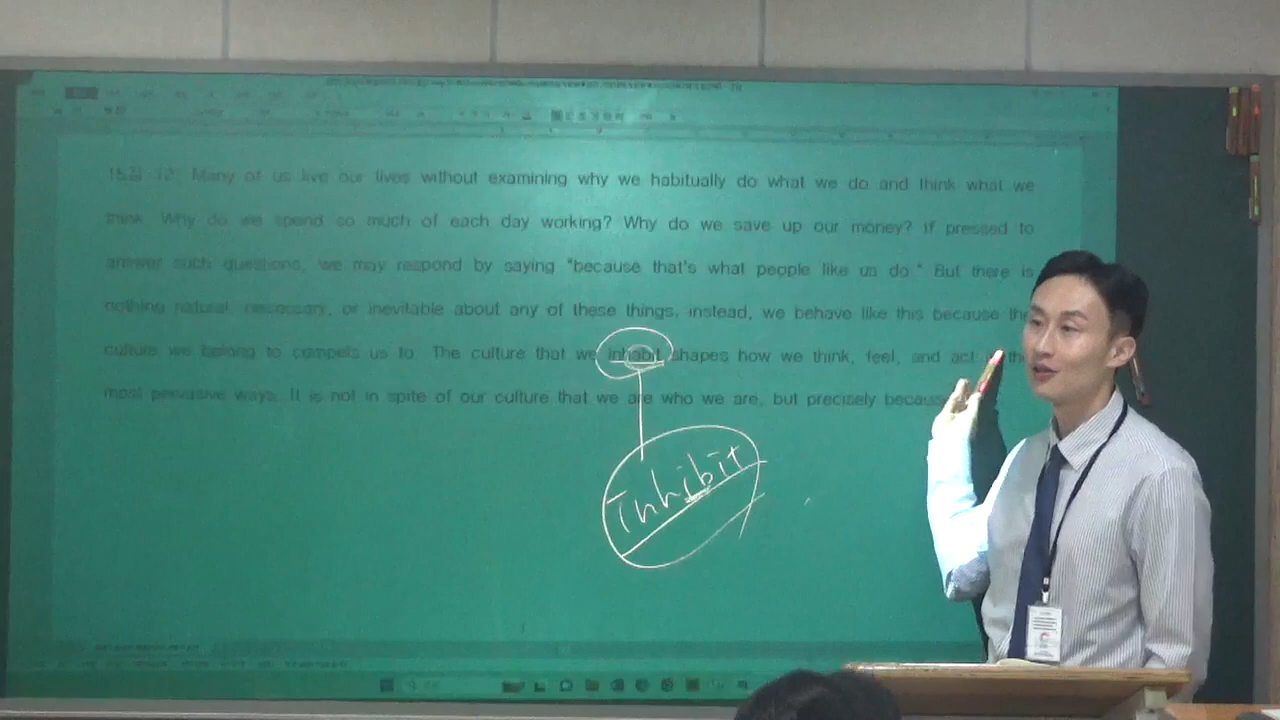 15강 12. Many of us live our lives without examining why we habitually do what we do and think what we
think. Why do we spend so much of each day working? Why do we save up our money? If pressed to
answer such questions, we may respond by saying "because that's what people like us do." But there is
nothing natural, necessary, or inevitable about any of these things; instead, we behave like this because the
culture we belong to compels us to. The culture that we inhabit shapes how we think, feel, and act in the
most pervasive ways. It is not in spite of our culture that we are who we are, but precisely because
inhibit